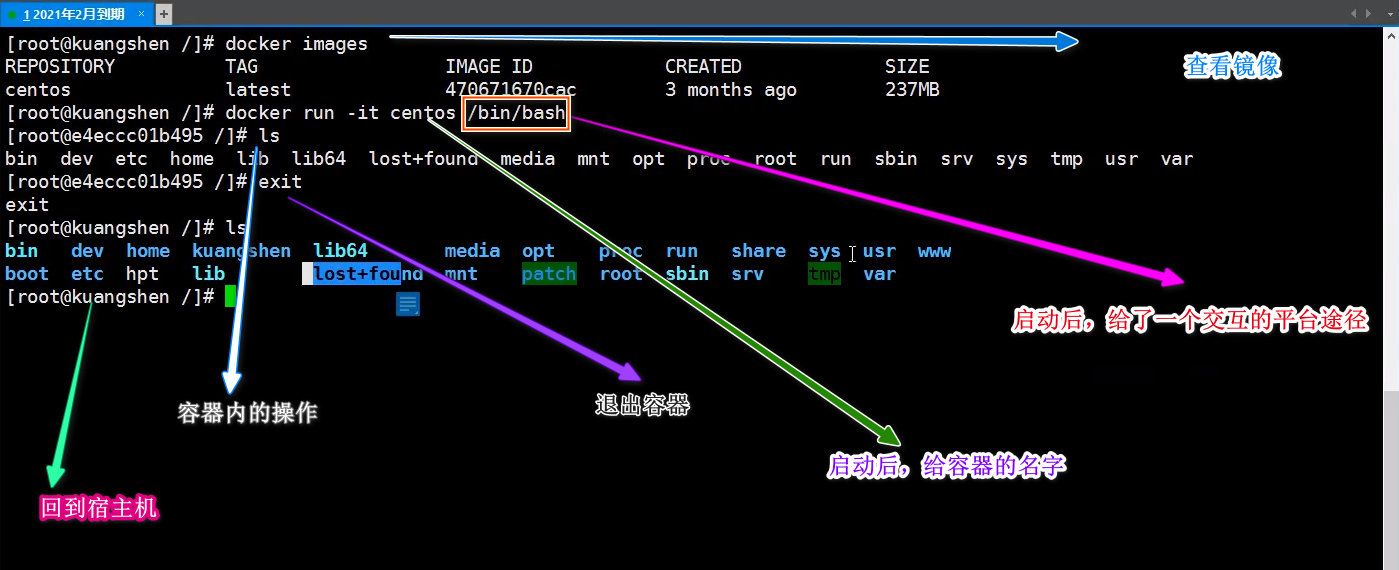 1 2021年2月到期 × +
[root@kuangshen /]# docker images
REPOSITORY TAG IMAGE ID CREATED SIZE
查看镜像
centos latest 470671670cac 3 months ago 237MB
[root@kuangshen /]# docker run -it centos /bin/bash
[root@e4eccc01b495 /]# ls
bin dev etc home lib lib64 lost+found media mnt opt proc root run sbin srv sys tmp usr var
[root@e4eccc01b495 /]# exit
exit
[root@kuangshen /]# ls
bin dev home kuangshen lib64 media opt proc run share sys usr www
boot etc hpt lib lost+found mnt patch root sbin srv tmp var
[root@kuangshen /]#
启动后，给了一个交互的平台途径
容器内的操作
退出容器
启动后，给容器的名字
回到宿主机